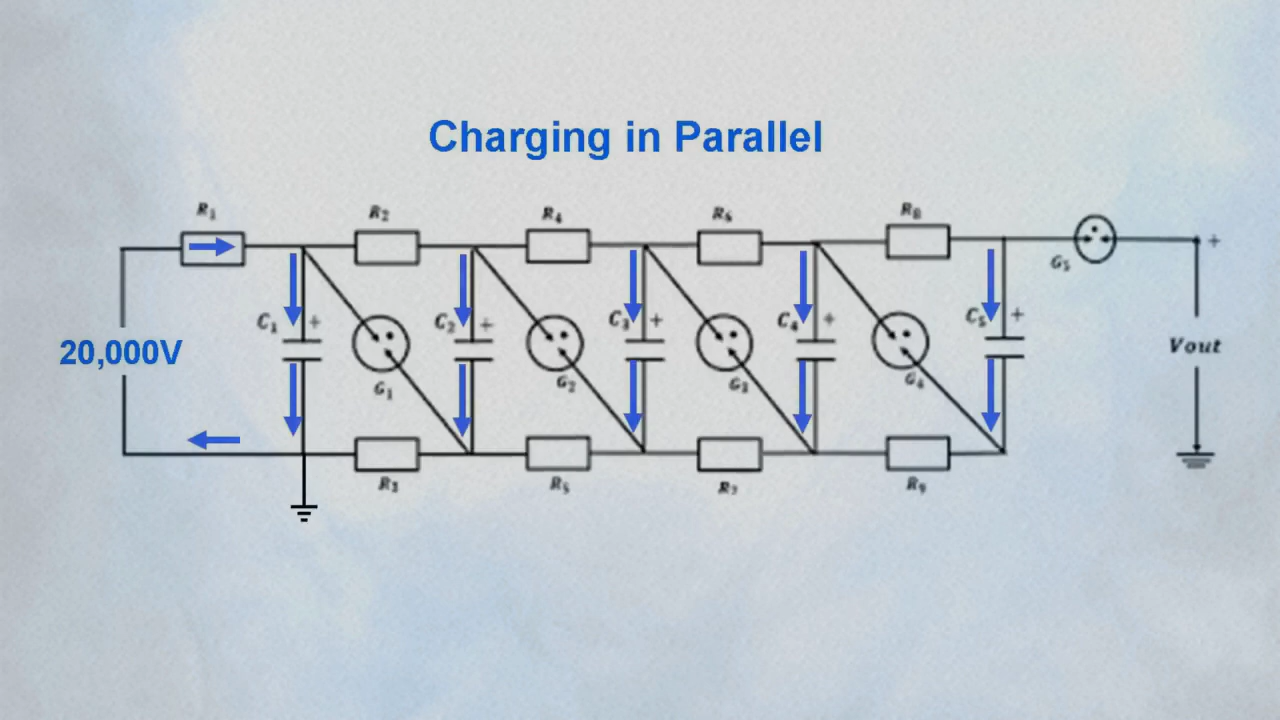 Charging in Parallel
R₁
R₂
R₄
R₆
R₈
G₅
+
C₁ +
C₂ +
C₃ +
C₄ +
C₅ +
20,000V
Vout
G₁
G₂
G₃
G₄
R₃
R₅
R₇
R₉